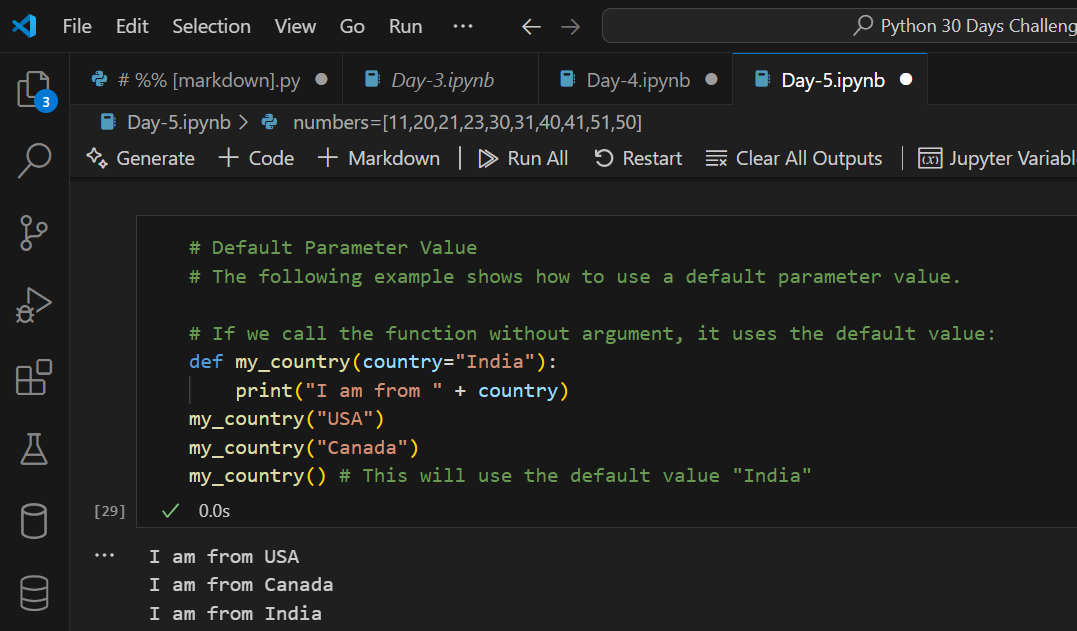 File Edit Selection View Go Run ··· Python 30 Days Challeng
# %% [markdown].py Day-3.ipynb Day-4.ipynb Day-5.ipynb
Day-5.ipynb > numbers=[11,20,21,23,30,31,40,41,51,50]
Generate + Code + Markdown | Run All Restart Clear All Outputs | Jupyter Variabl
3
# Default Parameter Value
# The following example shows how to use a default parameter value.
# If we call the function without argument, it uses the default value:
def my_country(country="India"):
    print("I am from " + country)
my_country("USA")
my_country("Canada")
my_country() # This will use the default value "India"
[29] ✓ 0.0s
··· I am from USA
I am from Canada
I am from India